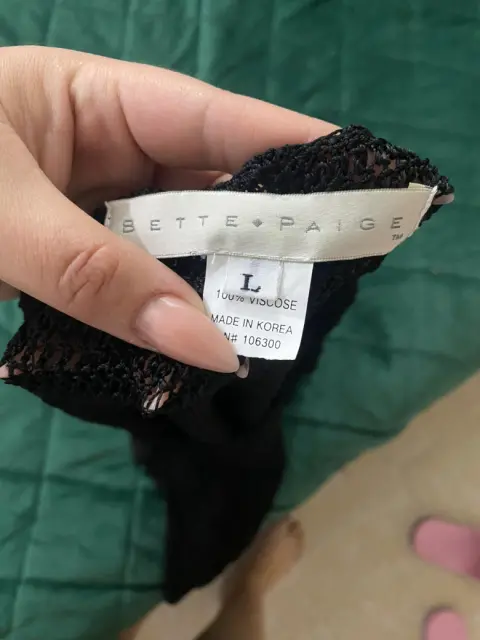 BETTE◆PAIGE
TM
L
100% VISCOSE
MADE IN KOREA
N# 106300